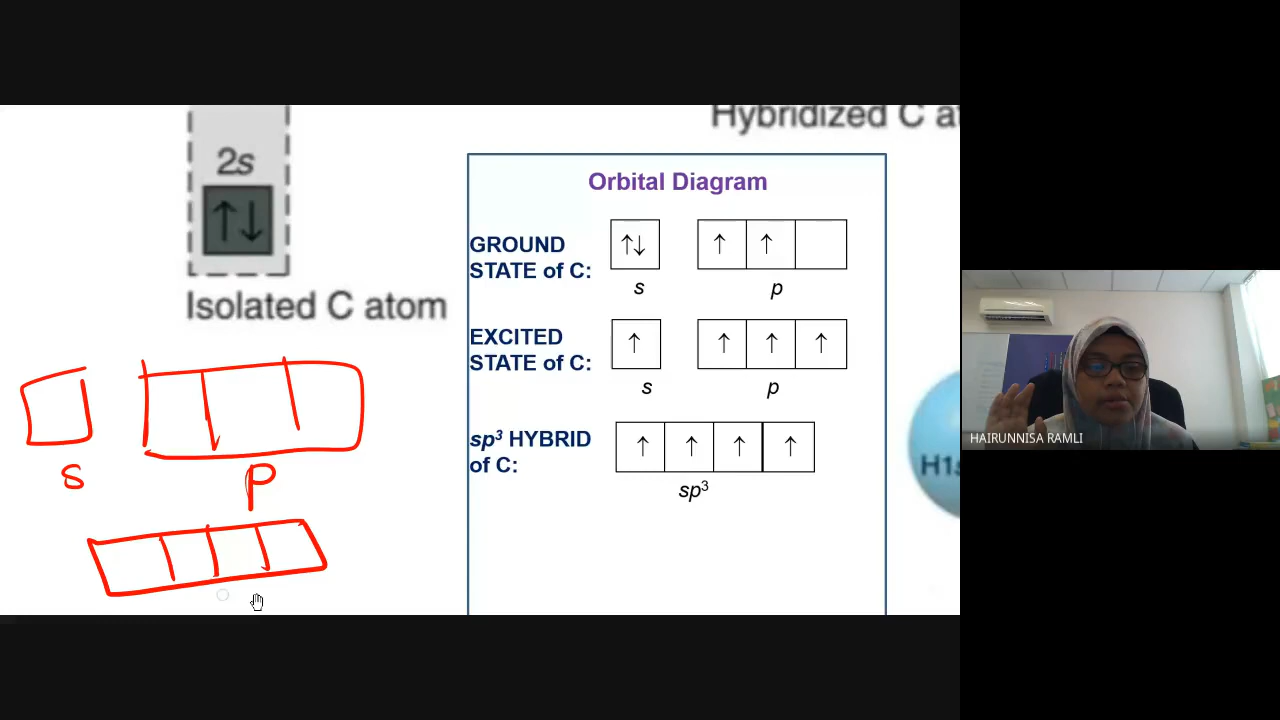 Hybridized C
2s
↑↓
Isolated C atom
Orbital Diagram
GROUND
STATE of C:
↑↓ ↑ ↑
s p
EXCITED
STATE of C:
↑ ↑ ↑ ↑
s p
sp³ HYBRID
of C:
↑ ↑ ↑ ↑
sp³
s p
H1s
HAIRUNNISA RAMLI